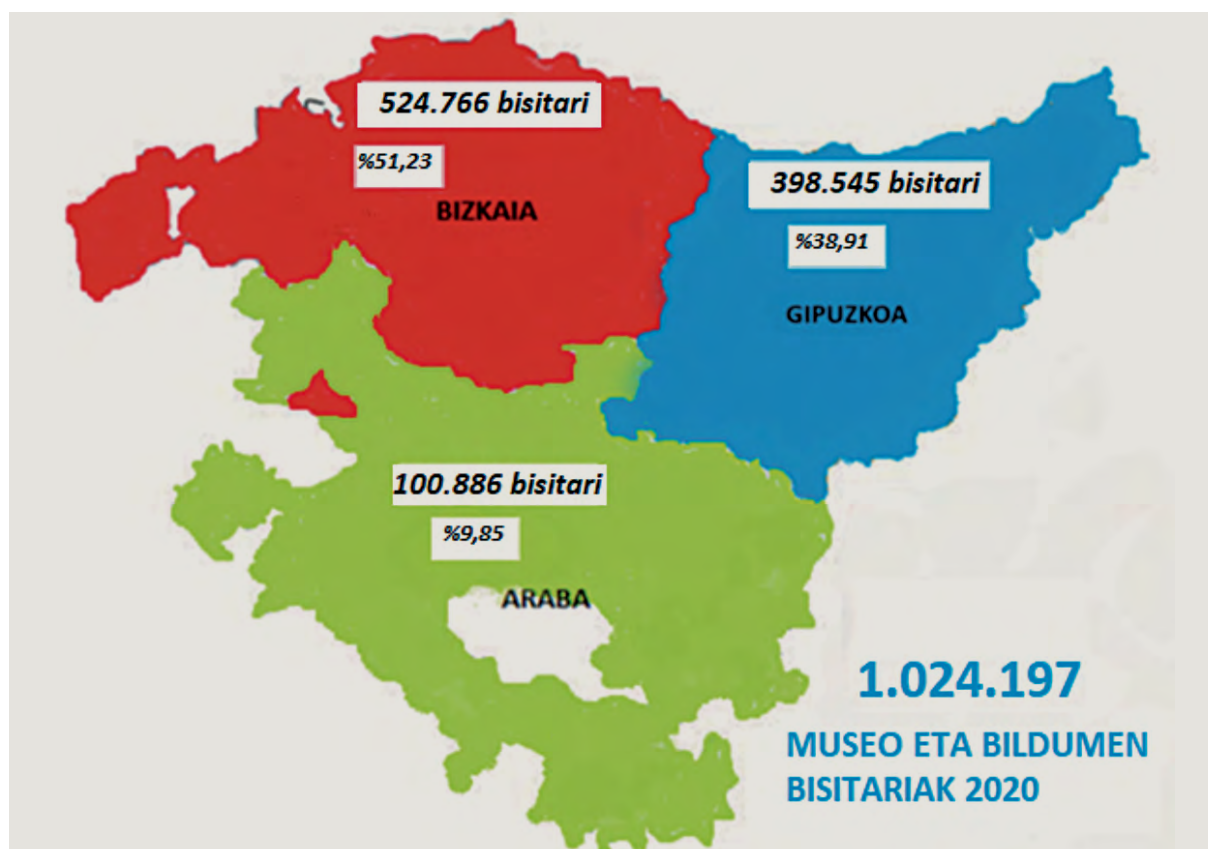 524.766 bisitari
%51,23
BIZKAIA
398.545 bisitari
%38,91
GIPUZKOA
100.886 bisitari
%9,85
ARABA
1.024.197
MUSEO ETA BILDUMEN
BISITARIAK 2020